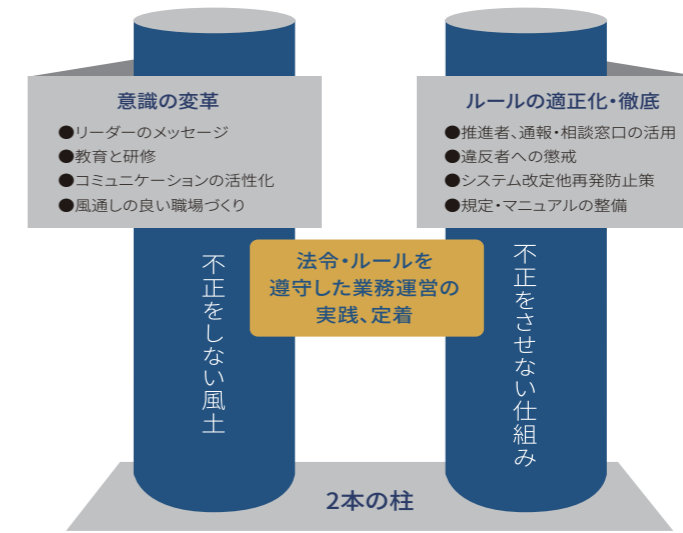 意識の変革
●リーダーのメッセージ
●教育と研修
●コミュニケーションの活性化
●風通しの良い職場づくり
ルールの適正化・徹底
●推進者、通報・相談窓口の活用
●違反者への懲戒
●システム改定他再発防止策
●規定・マニュアルの整備
不正をしない風土
法令・ルールを
遵守した業務運営の
実践、定着
不正をさせない仕組み
2本の柱